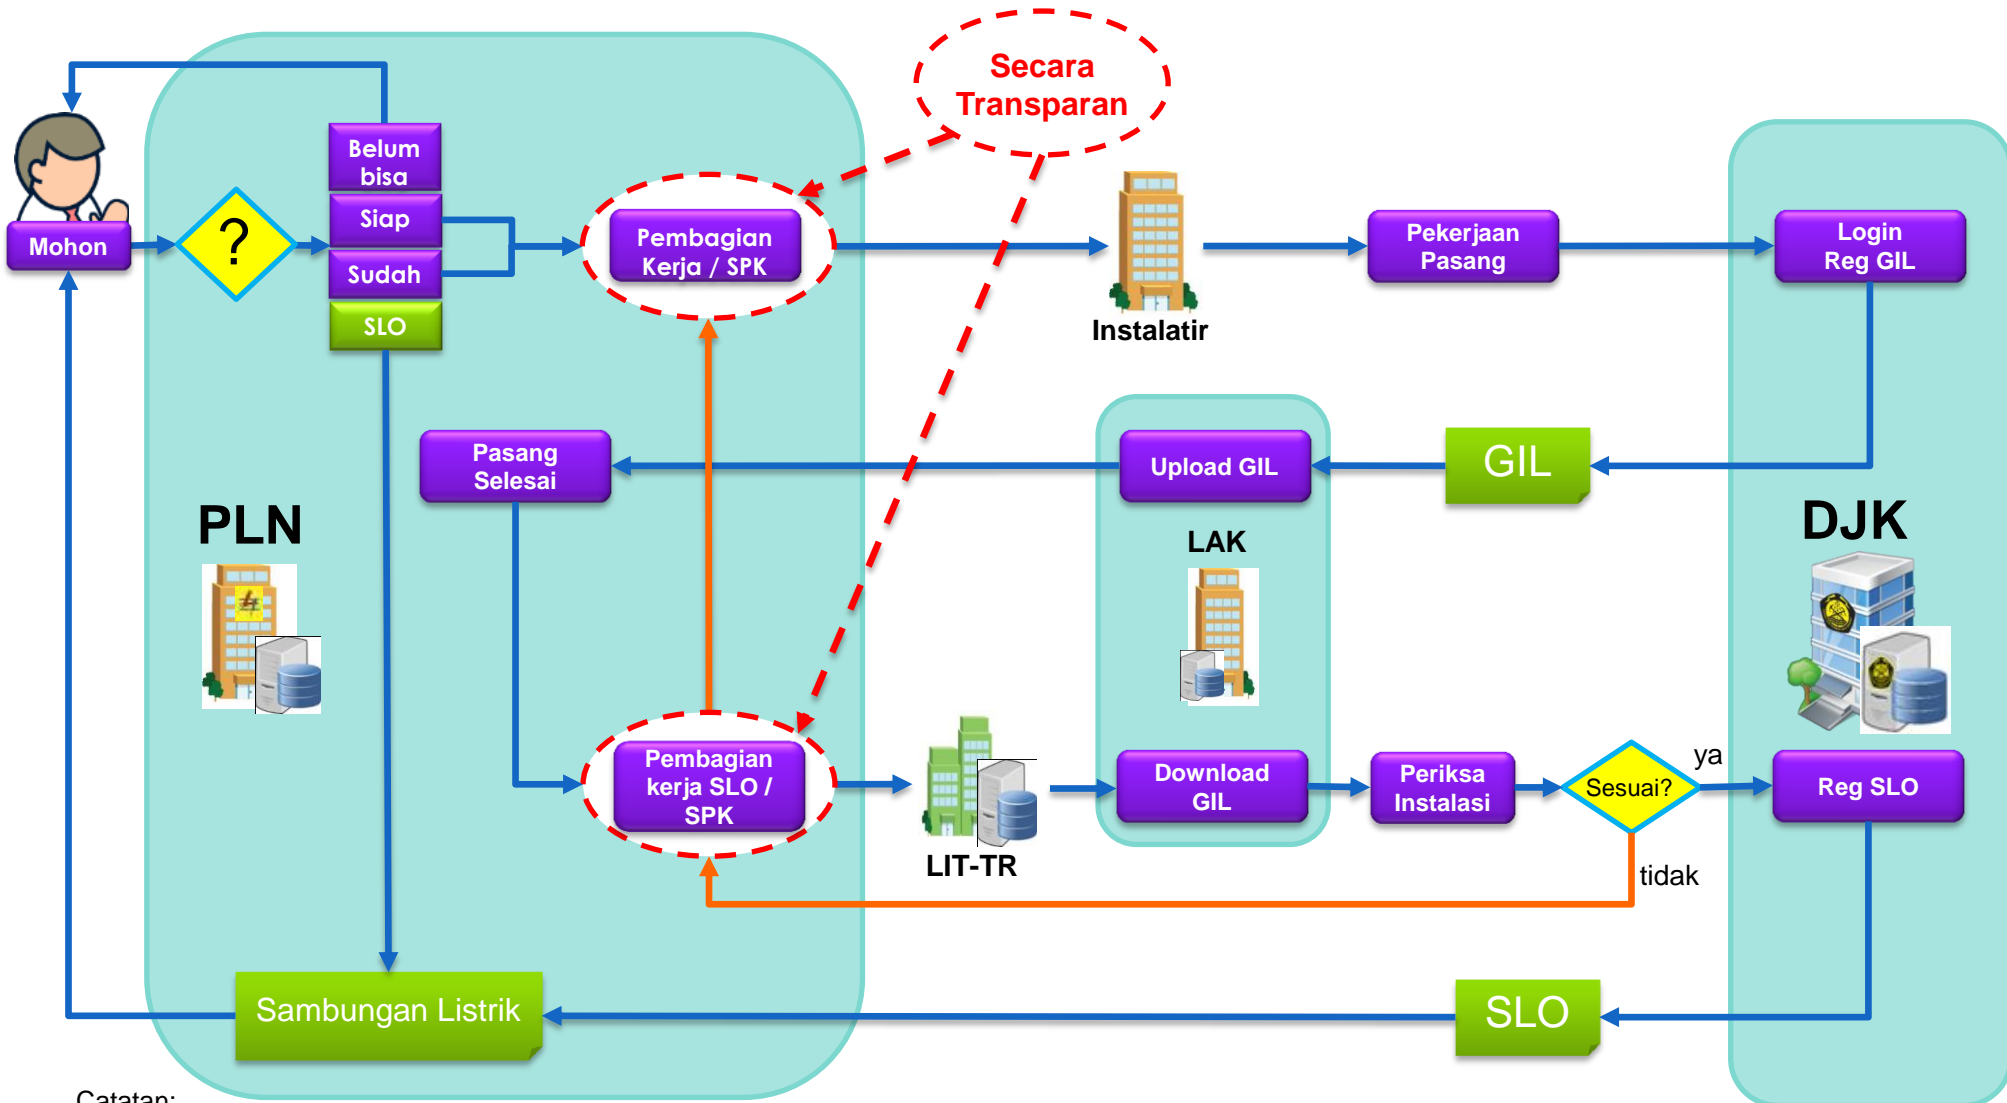 Secara
Transparan
Belum
bisa
Siap
Sudah
SLO
Mohon
?
Pembagian
Kerja / SPK
Instalatir
Pekerjaan
Pasang
Login
Reg GIL
Pasang
Selesai
Upload GIL
GIL
PLN
LAK
DJK
Pembagian
kerja SLO /
SPK
LIT-TR
Download
GIL
Periksa
Instalasi
Sesuai?
ya
tidak
Reg SLO
Sambungan Listrik
SLO
Catatan: